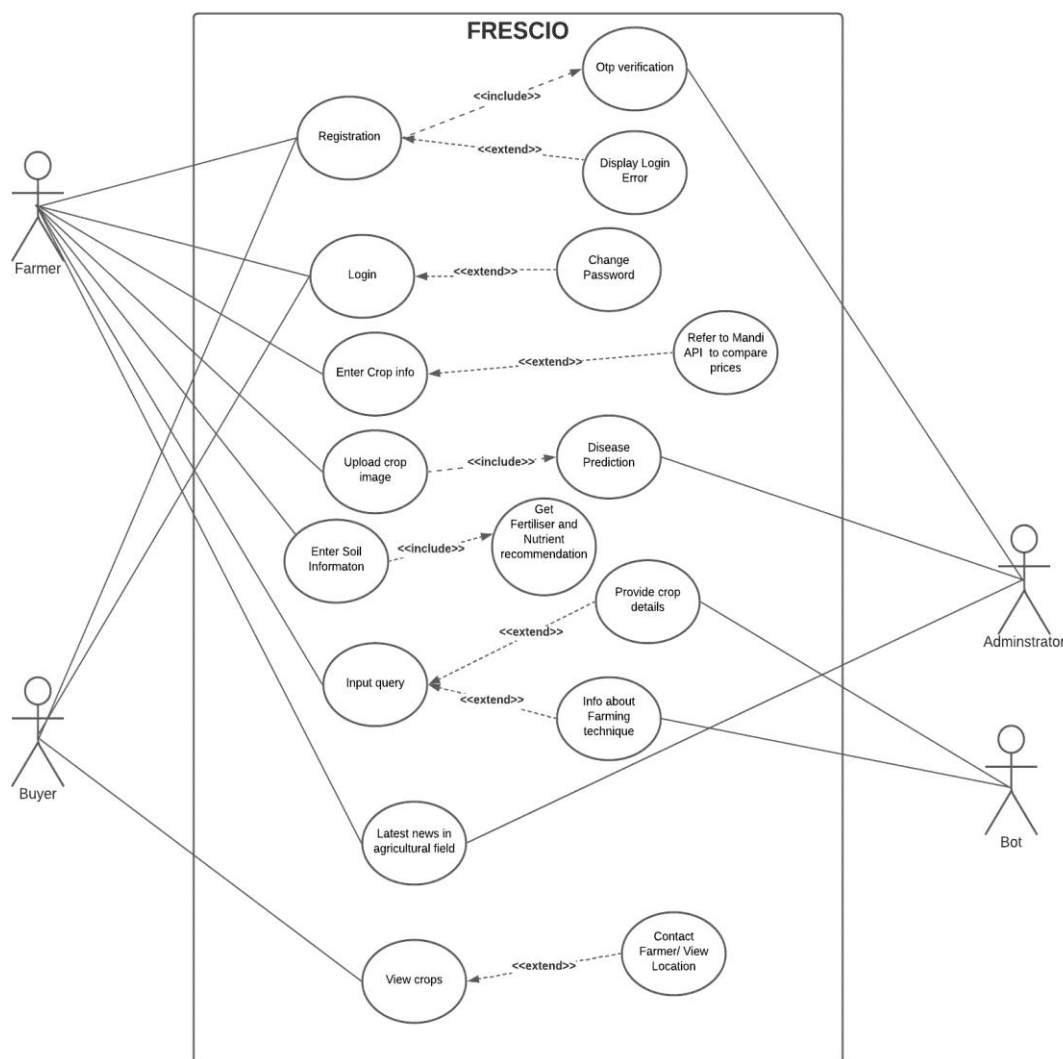 FRESCIO
Otp verification
<<include>>
Registration
<<extend>>
Display Login
Error
Farmer
Login
<<extend>>
Change
Password
Refer to Mandi
API to compare
prices
<<extend>>
Enter Crop info
Upload crop
image
<<include>>
Disease
Prediction
Get
Fertiliser and
Nutrient
recommendation
Enter Soil
Informaton
<<include>>
Provide crop
details
<<extend>>
Adminstrator
Input query
<<extend>>
Info about
Farming
technique
Buyer
Bot
Latest news in
agricultural field
Contact
Farmer/ View
Location
<<extend>>
View crops